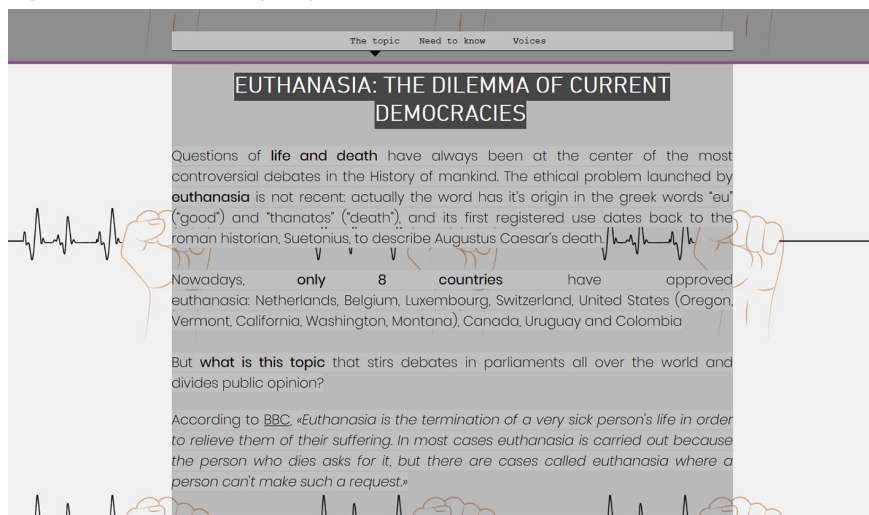 The topic Need to know Voices
EUTHANASIA: THE DILEMMA OF CURRENT
DEMOCRACIES
Questions of life and death have always been at the center of the most
controversial debates in the History of mankind. The ethical problem launched by
euthanasia is not recent: actually the word has it's origin in the greek words "eu"
("good") and "thanatos" ("death"), and its first registered use dates back to the
roman historian, Suetonius, to describe Augustus Caesar's death.
Nowadays, only 8 countries have approved
euthanasia: Netherlands, Belgium, Luxembourg, Switzerland, United States (Oregon,
Vermont, California, Washington, Montana), Canada, Uruguay and Colombia
But what is this topic that stirs debates in parliaments all over the world and
divides public opinion?
According to BBC, «Euthanasia is the termination of a very sick person's life in order
to relieve them of their suffering. In most cases euthanasia is carried out because
the person who dies asks for it, but there are cases called euthanasia where a
person can't make such a request.»